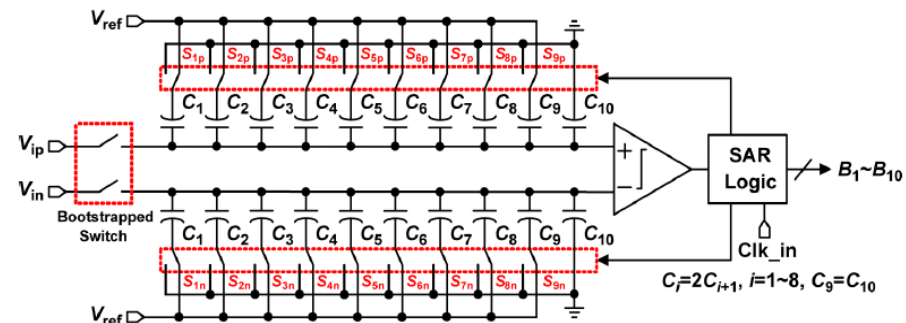 Vref
S1p S2p S3p S4p S5p S6p S7p S8p S9p
C1 C2 C3 C4 C5 C6 C7 C8 C9 C10
Vip
+
SAR
Logic
B1~B10
Vin
−
Bootstrapped
Switch
C1 C2 C3 C4 C5 C6 C7 C8 C9 C10
Clk_in
S1n S2n S3n S4n S5n S6n S7n S8n S9n
Ci=2Ci+1, i=1~8, C9=C10
Vref